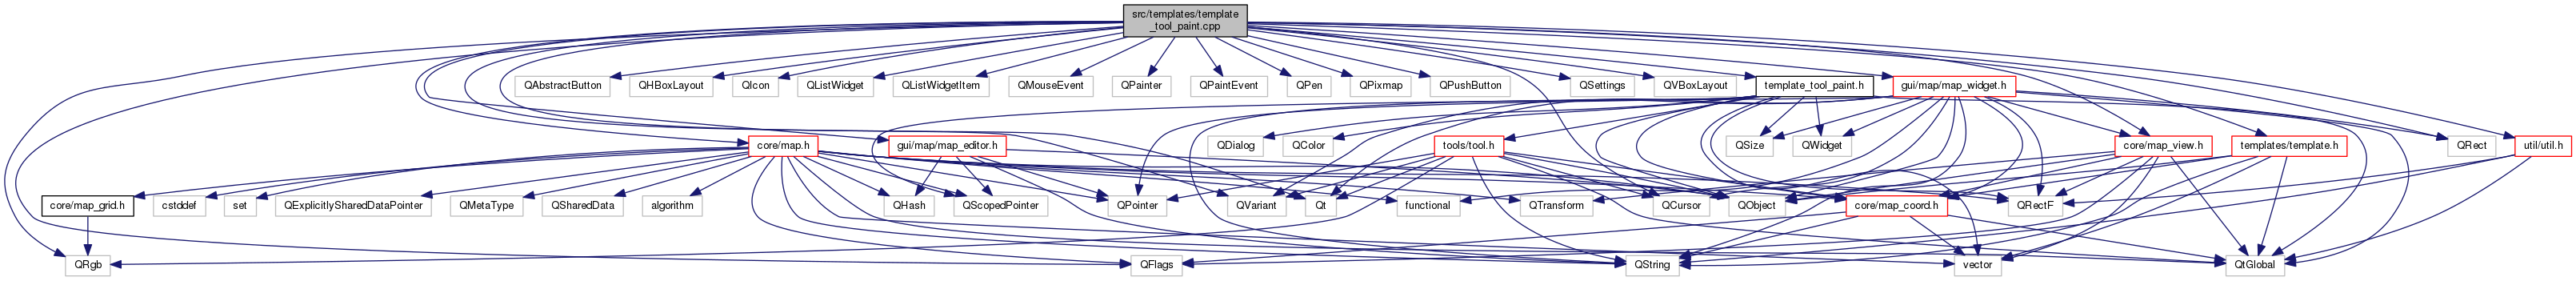 src/templates/template
_tool_paint.cpp
QAbstractButton
QHBoxLayout
QIcon
QListWidget
QListWidgetItem
QMouseEvent
QPainter
QPaintEvent
QPen
QPixmap
QPushButton
QSettings
QVBoxLayout
template_tool_paint.h
gui/map/map_widget.h
core/map.h
gui/map/map_editor.h
QDialog
QColor
tools/tool.h
QSize
QWidget
core/map_view.h
templates/template.h
QRect
util/util.h
core/map_grid.h
cstddef
set
QExplicitlySharedDataPointer
QMetaType
QSharedData
algorithm
QHash
QScopedPointer
QPointer
QVariant
Qt
functional
QTransform
QCursor
QObject
core/map_coord.h
QRectF
QRgb
QFlags
QString
vector
QtGlobal